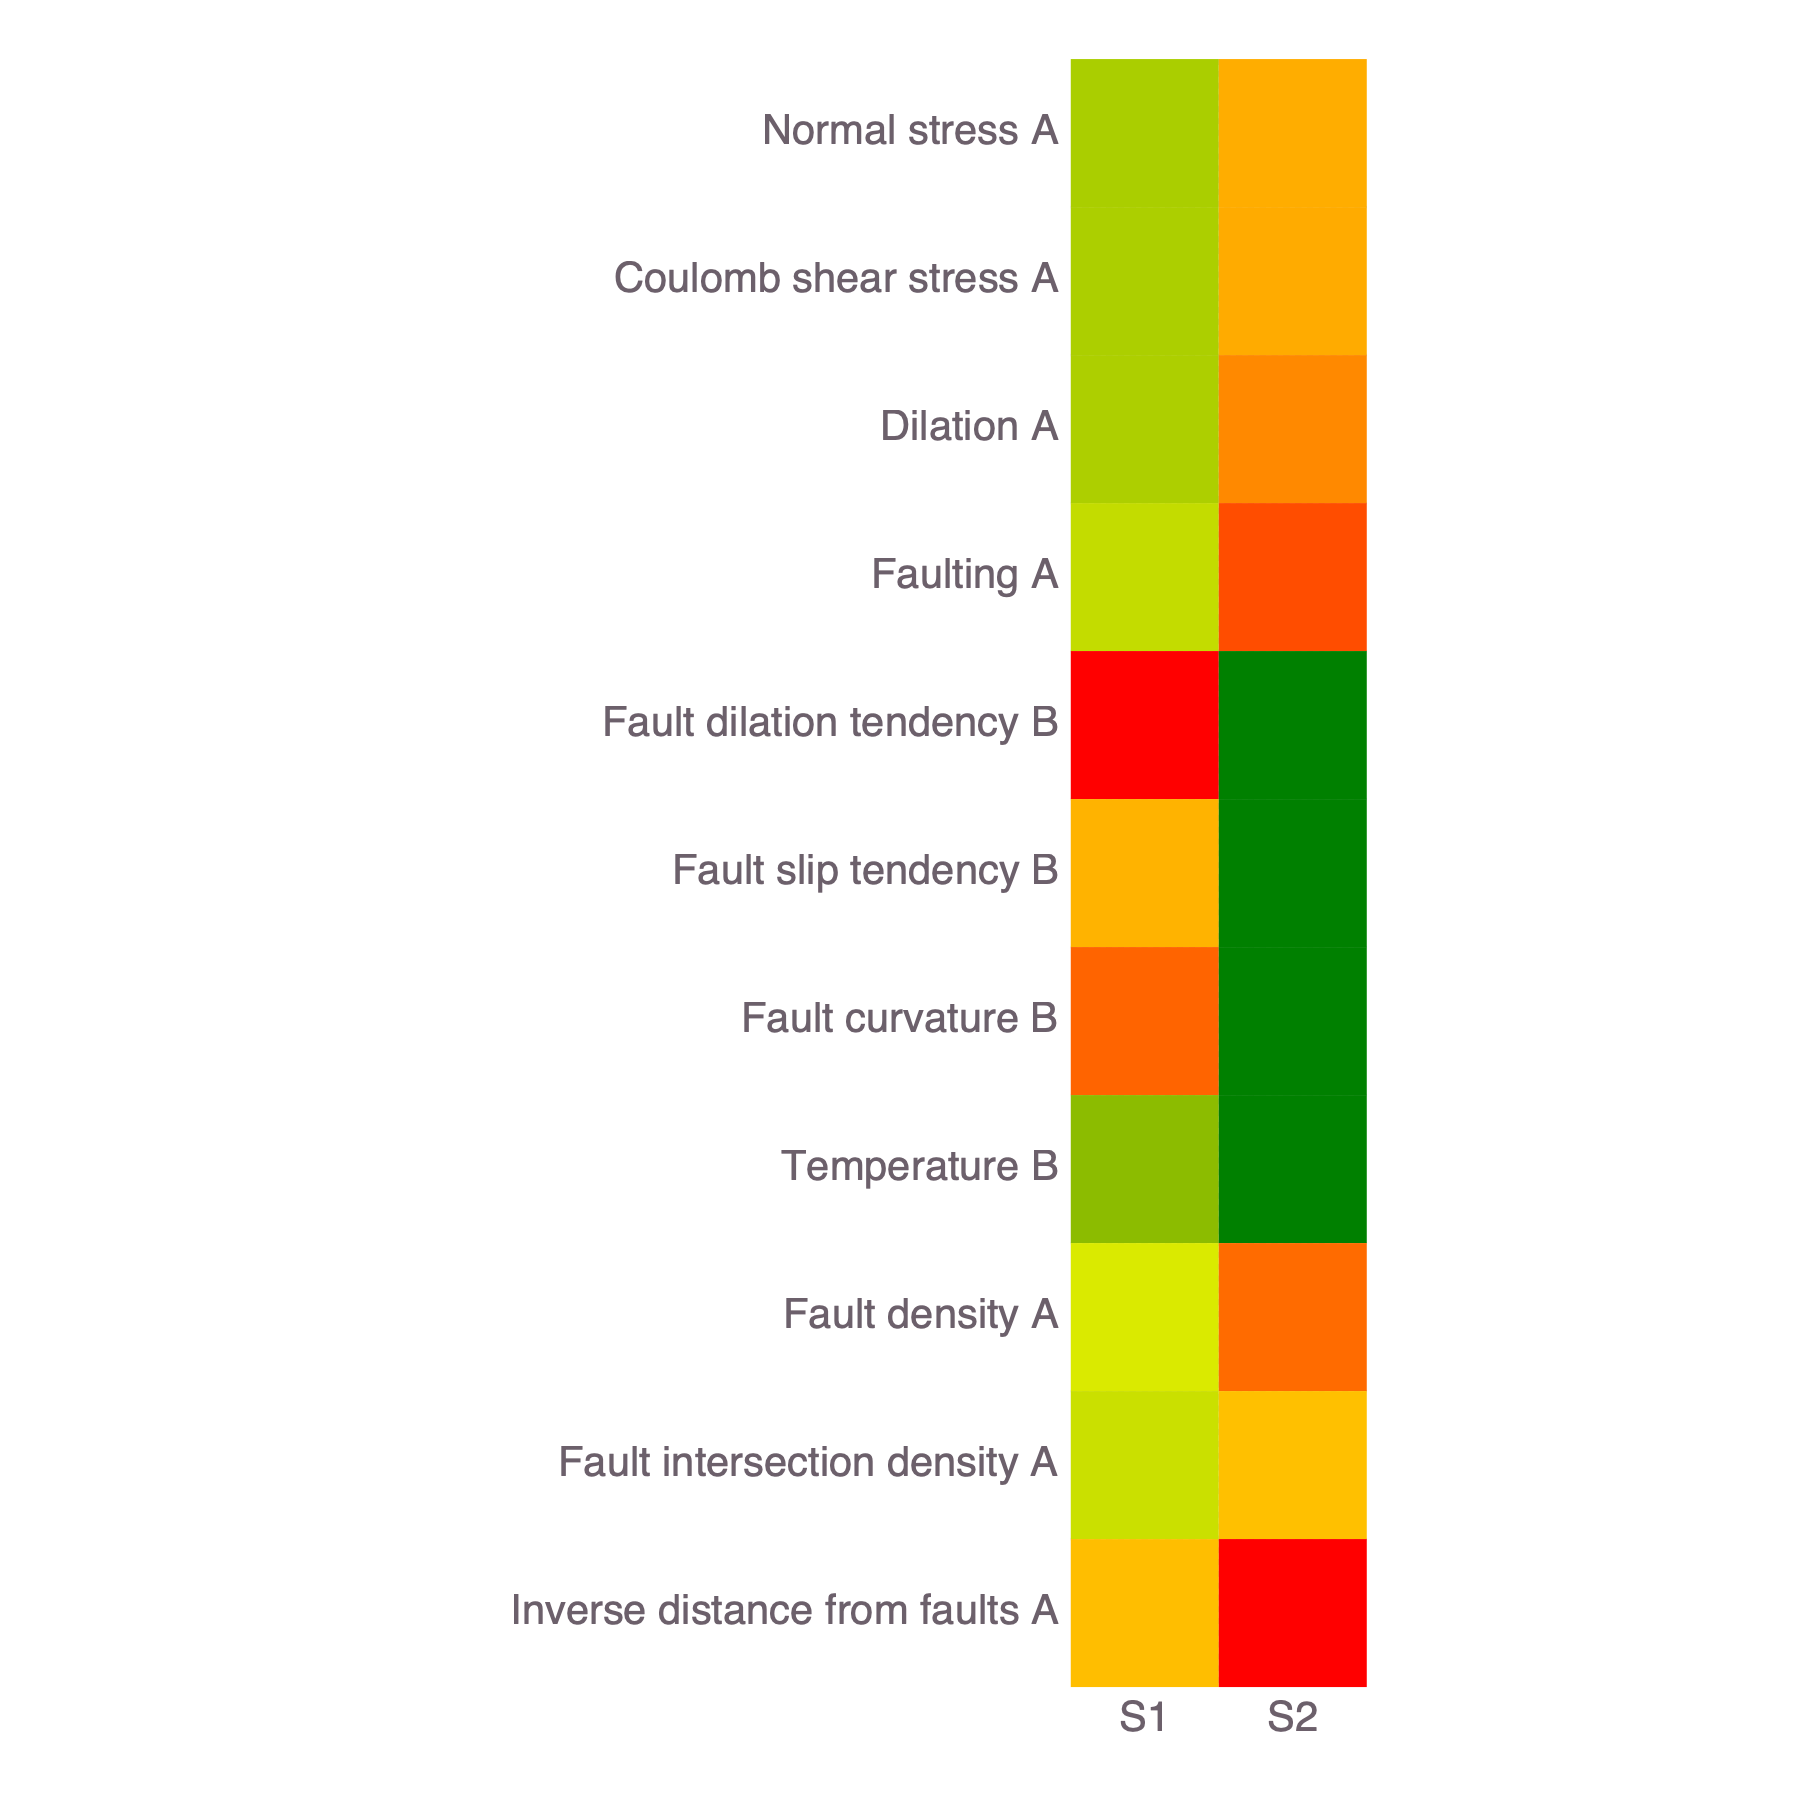 Normal stress A
Coulomb shear stress A
Dilation A
Faulting A
Fault dilation tendency B
Fault slip tendency B
Fault curvature B
Temperature B
Fault density A
Fault intersection density A
Inverse distance from faults A
S1 S2